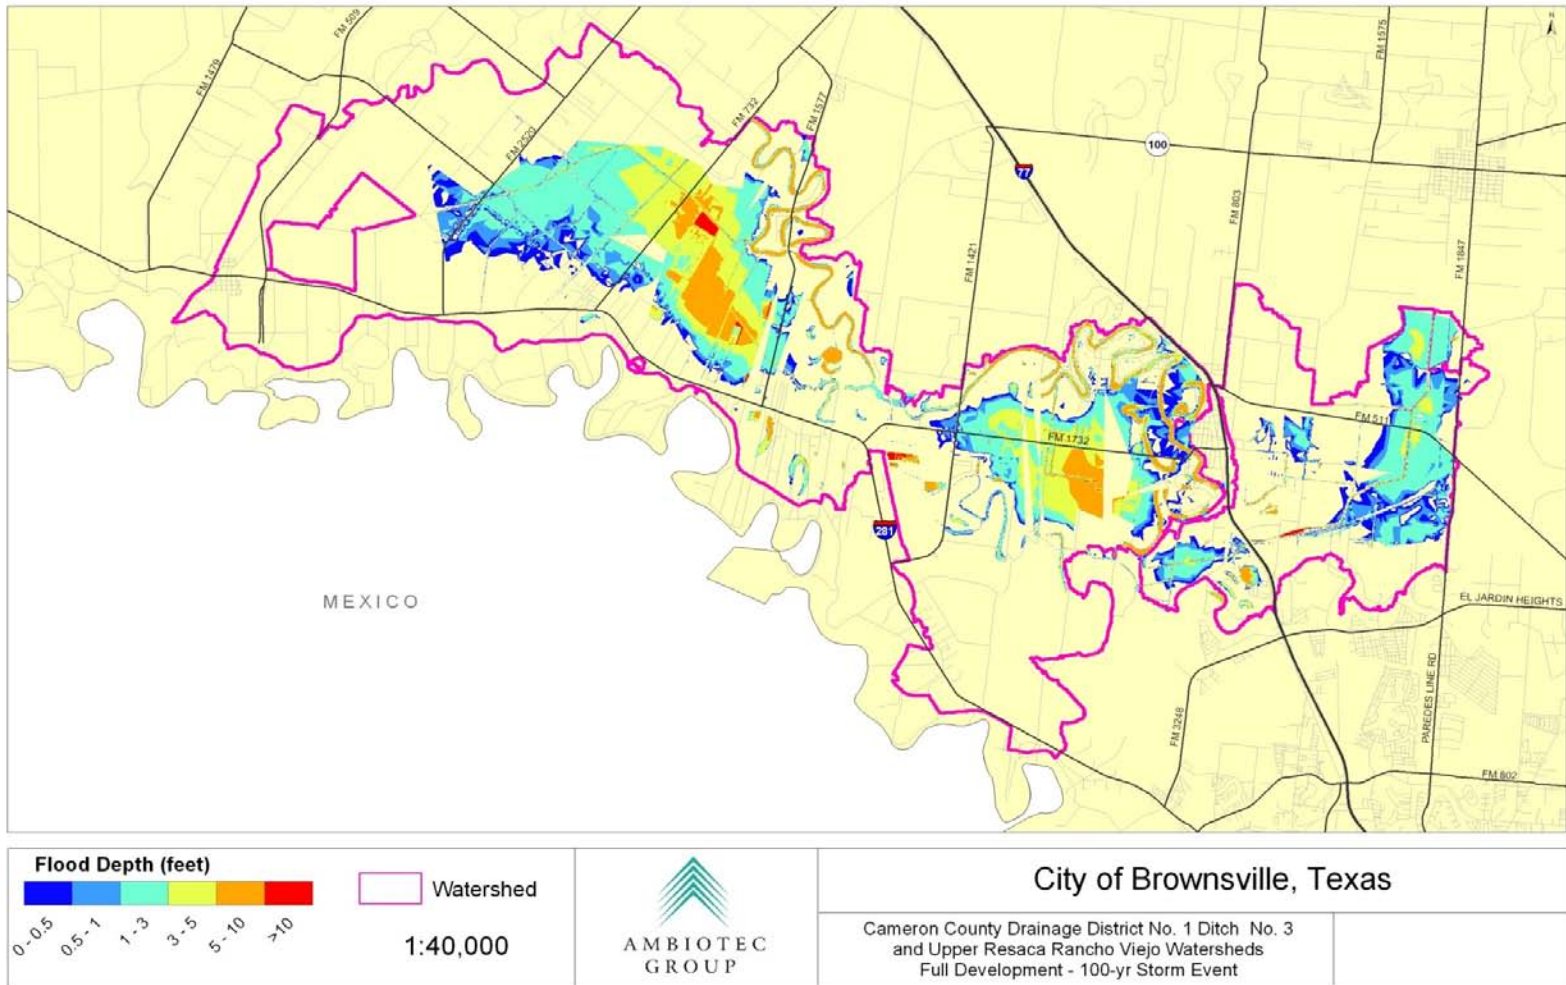 FM 509
FM 1479
FM 2520
FM 732
FM 1577
FM 1575
N
100
77
FM 803
FM 1421
FM 1847
FM 511
FM 1732
281
MEXICO
EL JARDIN HEIGHTS
PAREDES LINE RD
FM 3248
FM 802
Flood Depth (feet)
0 - 0.5
0.5 - 1
1 - 3
3 - 5
5 - 10
>10
Watershed
1:40,000
AMBIOTEC
GROUP
City of Brownsville, Texas
Cameron County Drainage District No. 1 Ditch No. 3
and Upper Resaca Rancho Viejo Watersheds
Full Development - 100-yr Storm Event